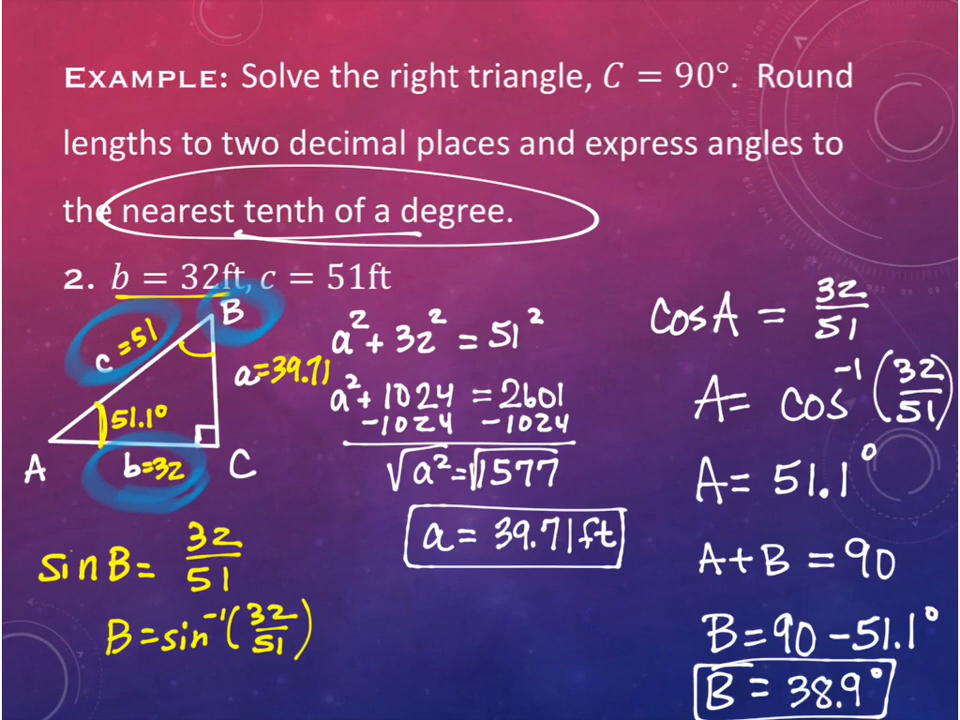 EXAMPLE: Solve the right triangle, C = 90°. Round
lengths to two decimal places and express angles to
the nearest tenth of a degree.
2. b = 32ft, c = 51ft
B
c=51
a=39.71
51.1°
A
b=32
C
sin B = 32/51
B = sin⁻¹(32/51)
a² + 32² = 51²
a² + 1024 = 2601
-1024 -1024
√a² = √1577
a = 39.71 ft
cos A = 32/51
A = cos⁻¹(32/51)
A = 51.1°
A + B = 90
B = 90 - 51.1°
B = 38.9°